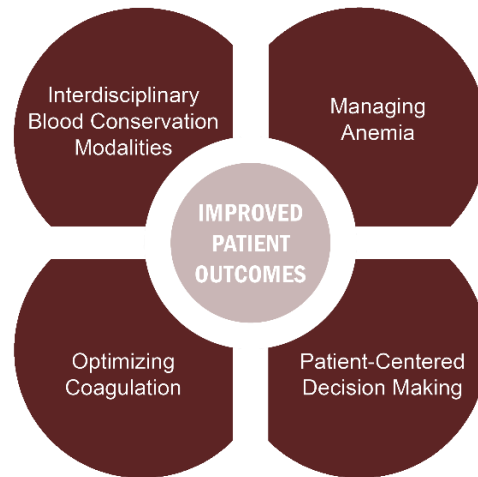 Interdisciplinary
Blood Conservation
Modalities
Managing
Anemia
IMPROVED
PATIENT
OUTCOMES
Optimizing
Coagulation
Patient-Centered
Decision Making